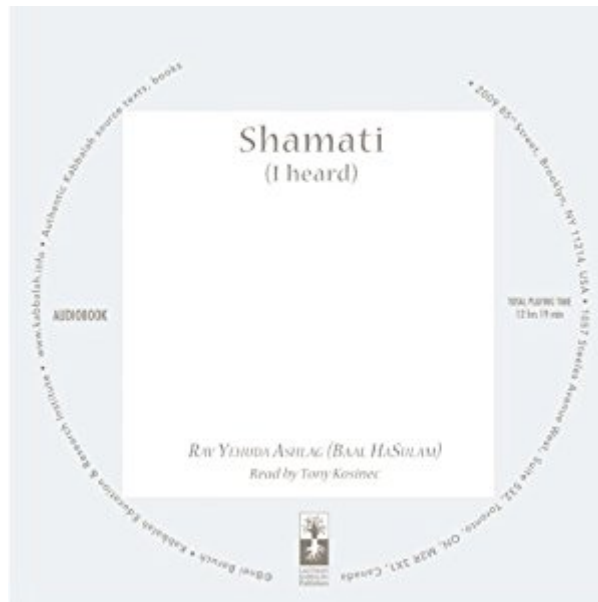 Shamati
(I heard)
AUDIOBOOK
TOTAL PLAYING TIME
12 hrs 19 min
RAV YEHUDA ASHLAG (BAAL HASULAM)
Read by Tony Kosinec
©Bnei Baruch • Kabbalah Education & Research Institute • www.kabbalah.info • Authentic Kabbalah source texts, books
• 2009 85th Street, Brooklyn, NY 11214, USA • 1057 Steeles Avenue West, Suite 532, Toronto, ON, M2R 3X1, Canada